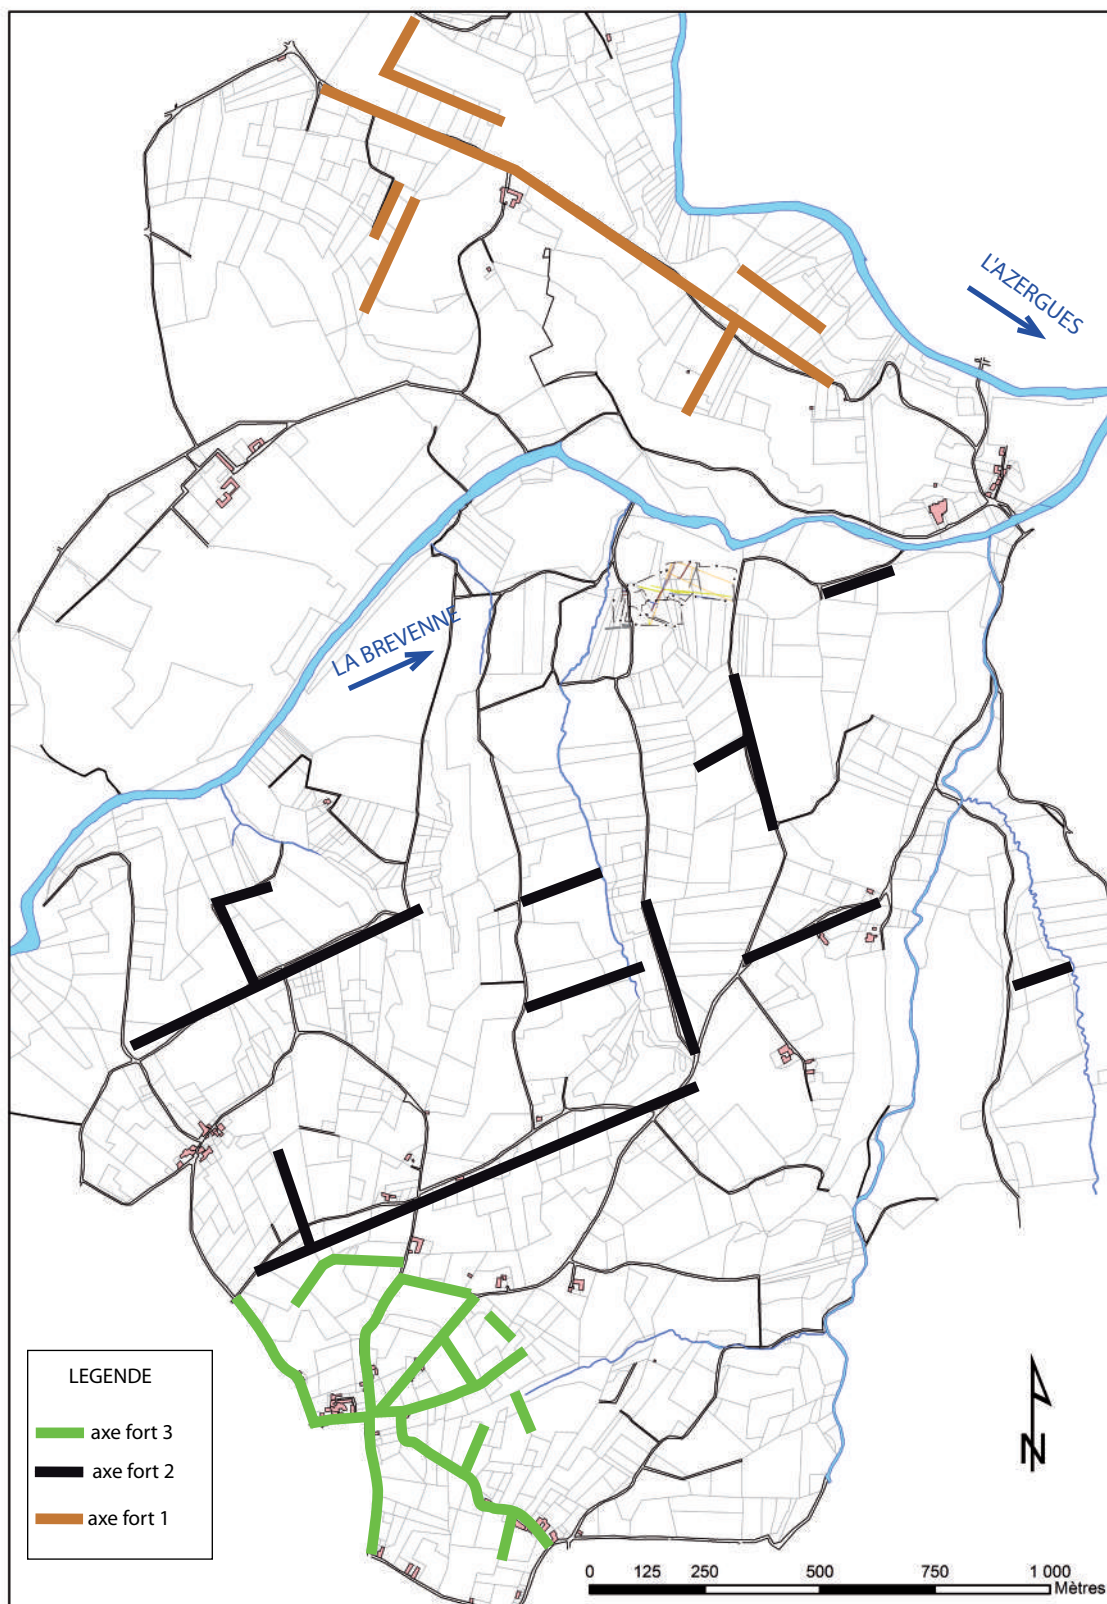 L'AZERGUES
LA BREVENNE
LEGENDE
axe fort 3
axe fort 2
axe fort 1
N
0 125 250 500 750 1 000
Mètres